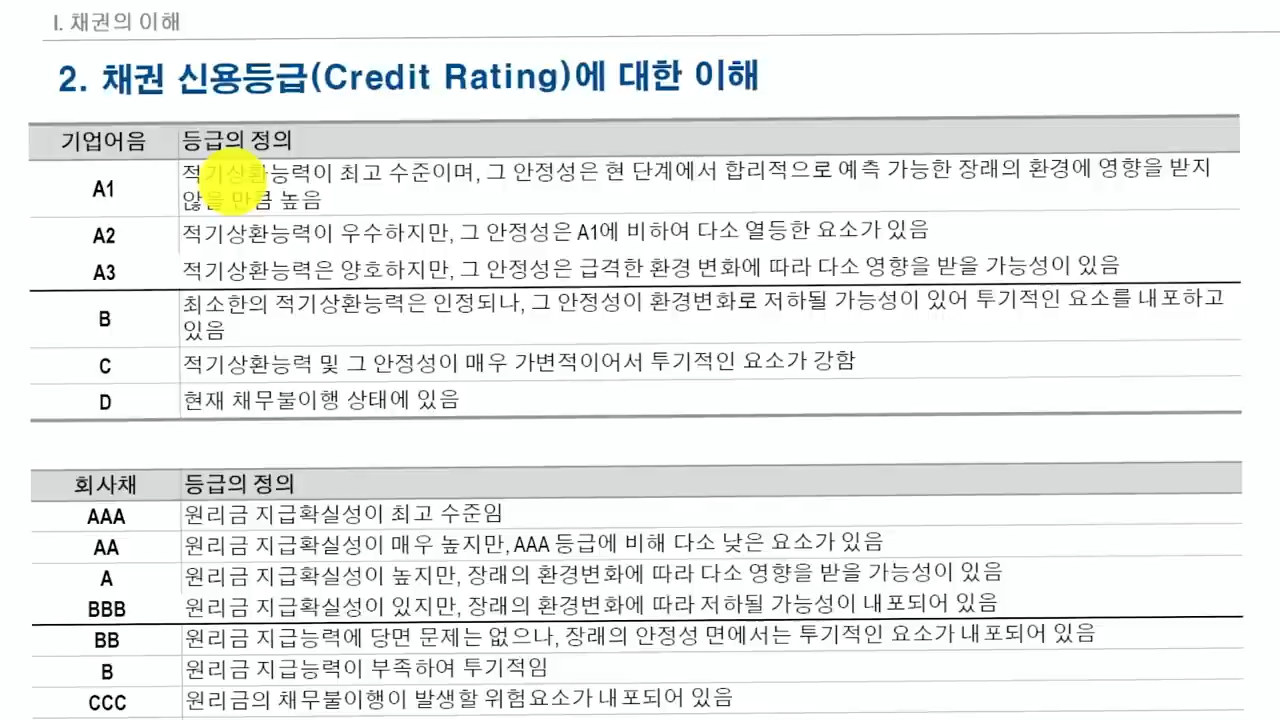 I. 채권의 이해
2. 채권 신용등급(Credit Rating)에 대한 이해
기업어음 등급의 정의
A1 적기상환능력이 최고 수준이며, 그 안정성은 현 단계에서 합리적으로 예측 가능한 장래의 환경에 영향을 받지
않을 만큼 높음
A2 적기상환능력이 우수하지만, 그 안정성은 A1에 비하여 다소 열등한 요소가 있음
A3 적기상환능력은 양호하지만, 그 안정성은 급격한 환경 변화에 따라 다소 영향을 받을 가능성이 있음
B 최소한의 적기상환능력은 인정되나, 그 안정성이 환경변화로 저하될 가능성이 있어 투기적인 요소를 내포하고
있음
C 적기상환능력 및 그 안정성이 매우 가변적이어서 투기적인 요소가 강함
D 현재 채무불이행 상태에 있음
회사채 등급의 정의
AAA 원리금 지급확실성이 최고 수준임
AA 원리금 지급확실성이 매우 높지만, AAA 등급에 비해 다소 낮은 요소가 있음
A 원리금 지급확실성이 높지만, 장래의 환경변화에 따라 다소 영향을 받을 가능성이 있음
BBB 원리금 지급확실성이 있지만, 장래의 환경변화에 따라 저하될 가능성이 내포되어 있음
BB 원리금 지급능력에 당면 문제는 없으나, 장래의 안정성 면에서는 투기적인 요소가 내포되어 있음
B 원리금 지급능력이 부족하여 투기적임
CCC 원리금의 채무불이행이 발생할 위험요소가 내포되어 있음